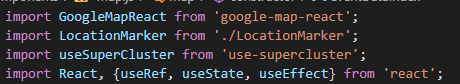 import GoogleMapReact from 'google-map-react';
import LocationMarker from './LocationMarker';
import useSuperCluster from 'use-supercluster';
import React, {useRef, useState, useEffect} from 'react';